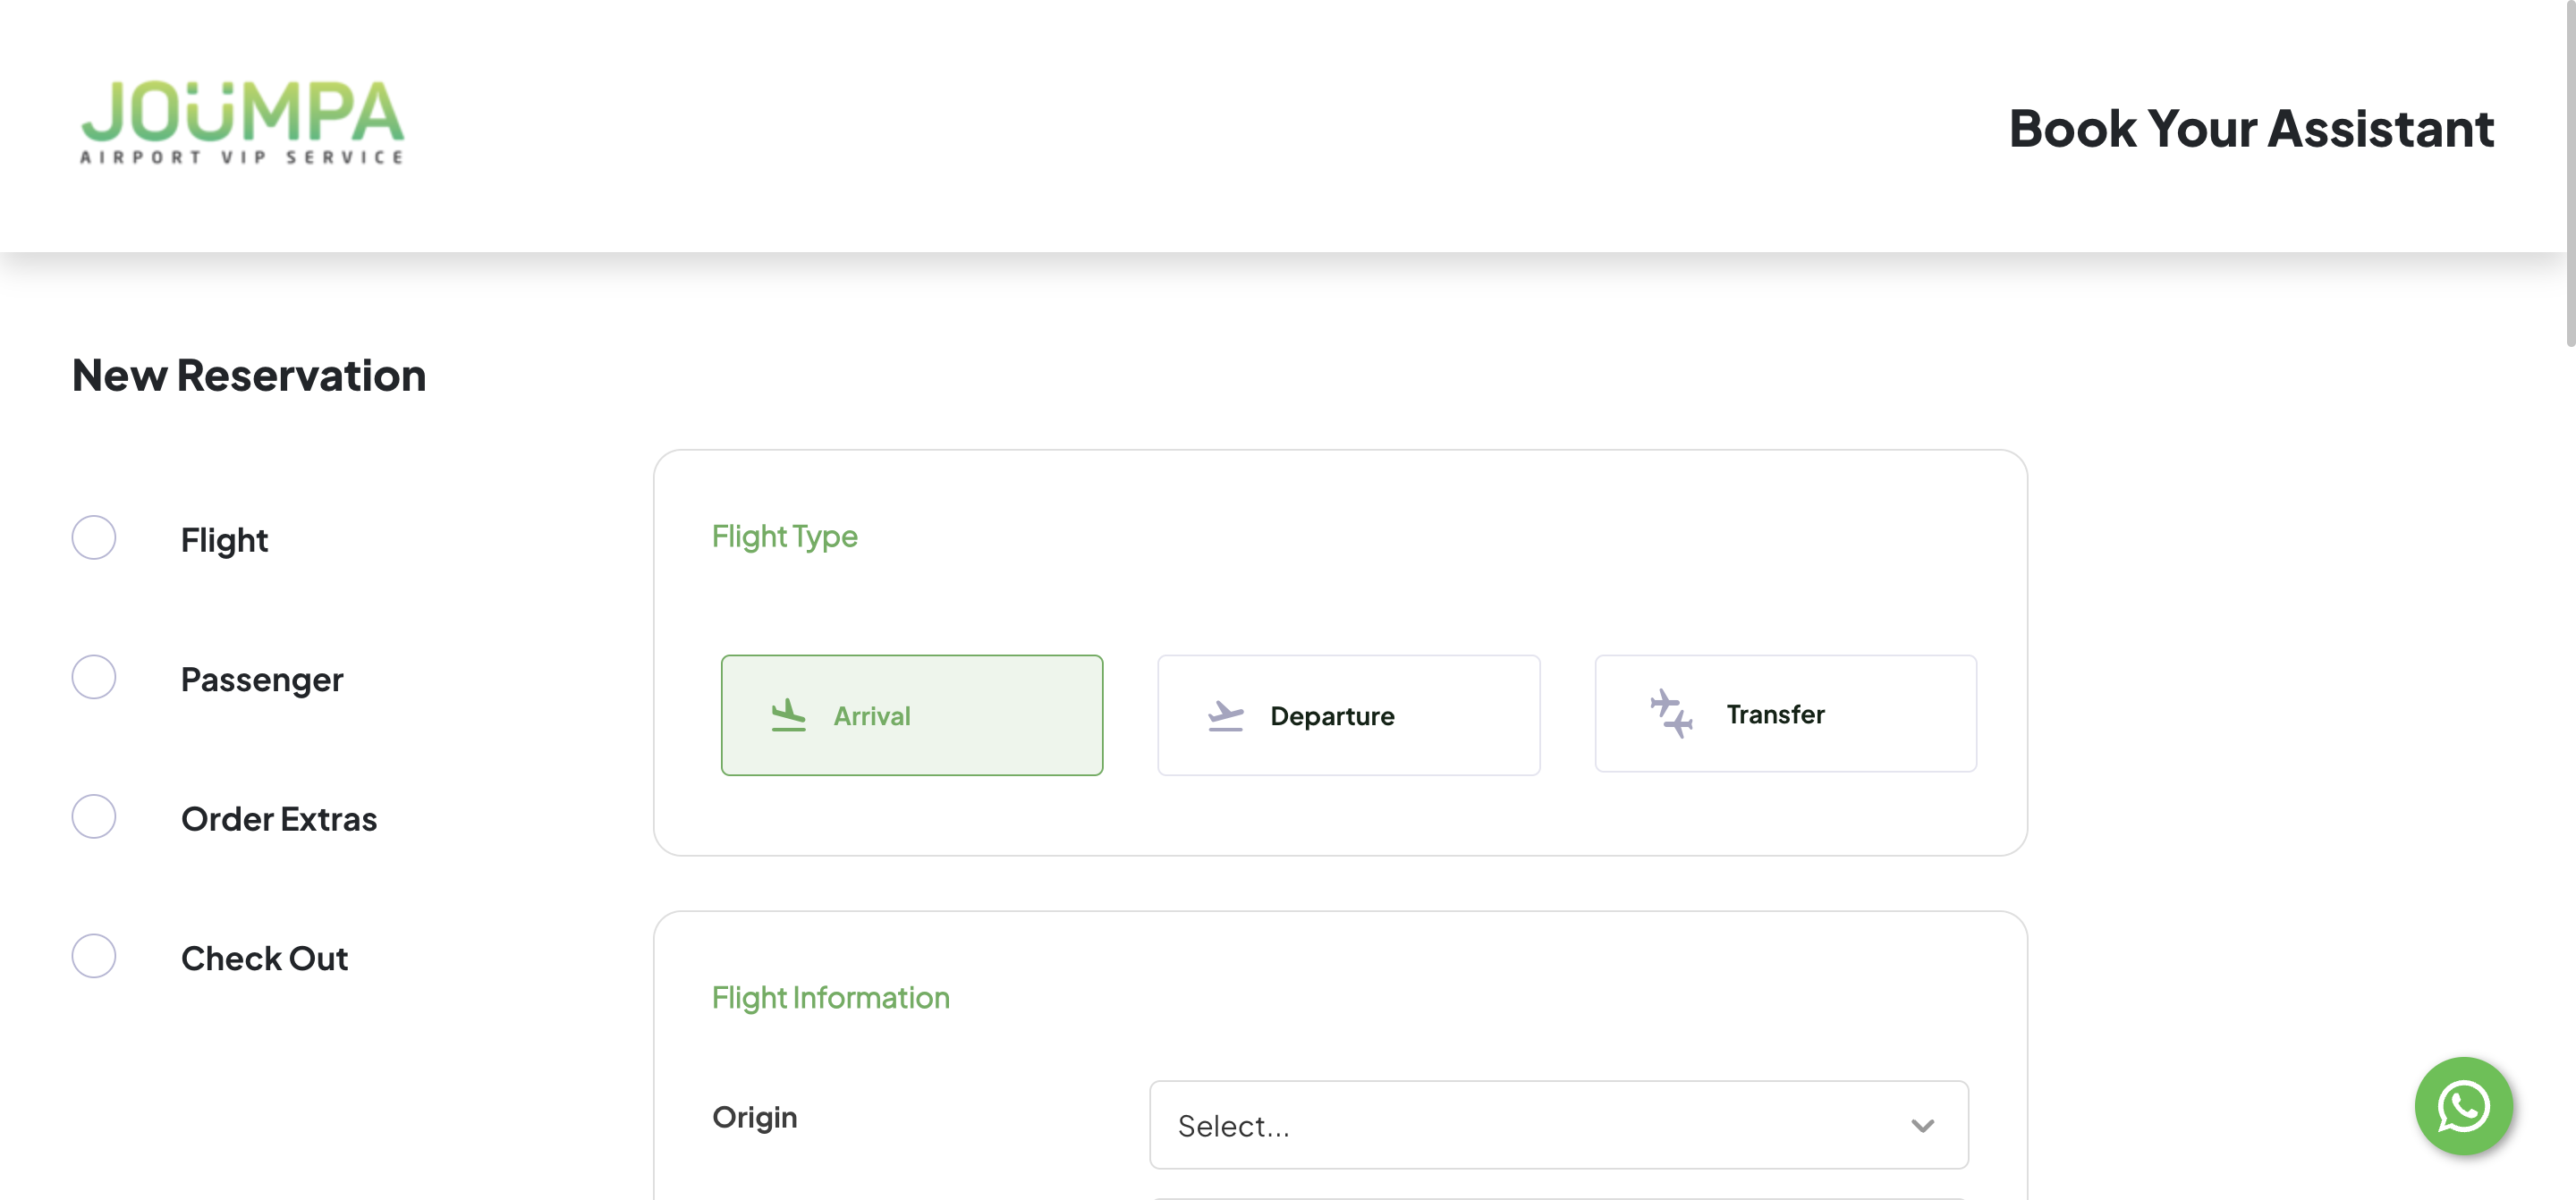 JOÜMPA
AIRPORT VIP SERVICE
Book Your Assistant
New Reservation
Flight
Passenger
Order Extras
Check Out
Flight Type
Arrival
Departure
Transfer
Flight Information
Origin
Select...